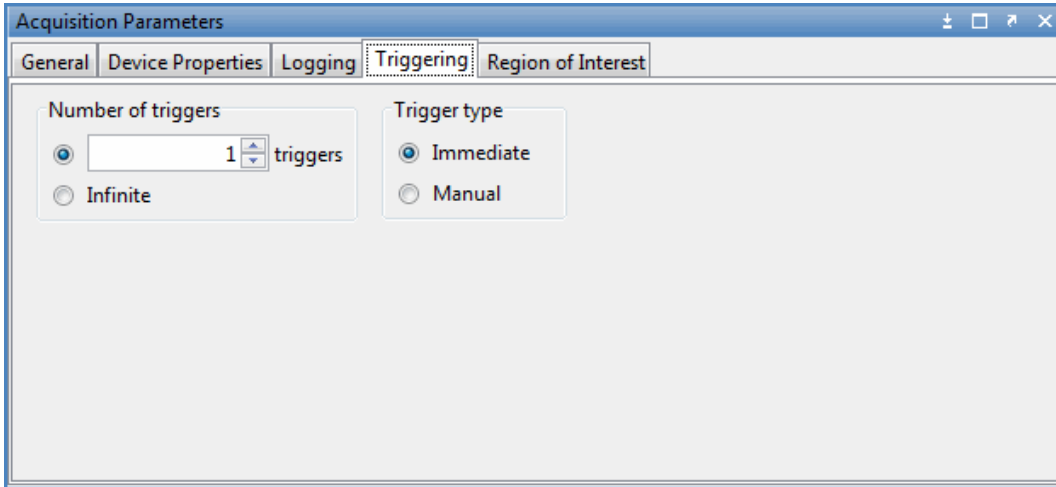 Acquisition Parameters
General Device Properties Logging Triggering Region of Interest
Number of triggers
1 triggers
Infinite
Trigger type
Immediate
Manual